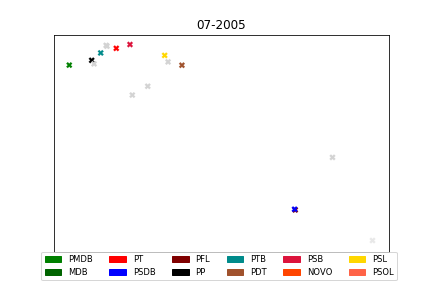 07-2005
PMDB PT PFL PTB PSB PSL
MDB PSDB PP PDT NOVO PSOL